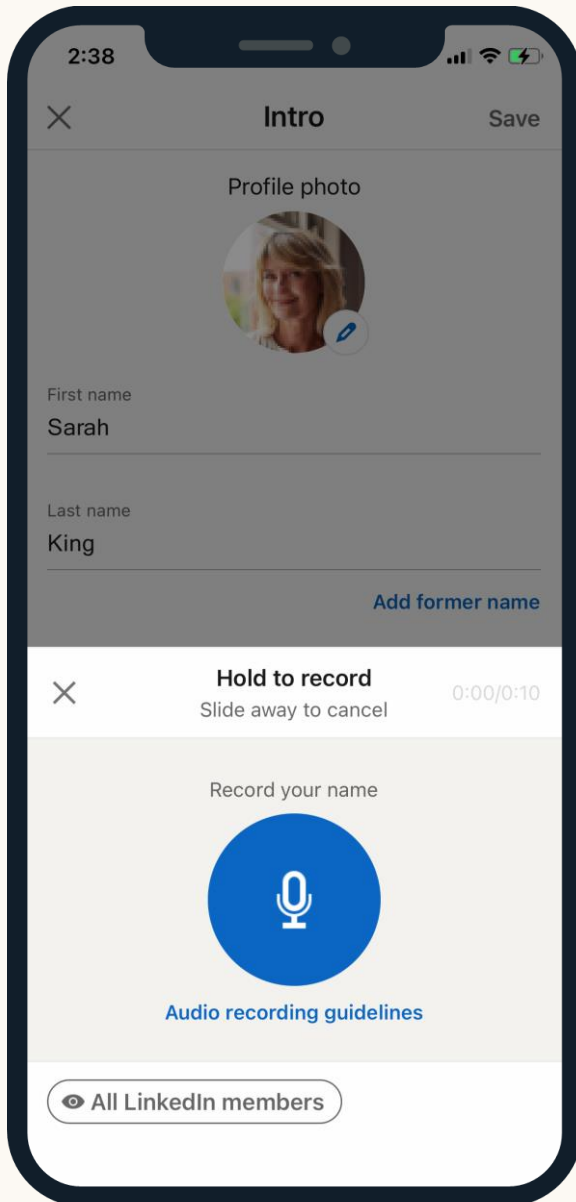 2:38
Intro
Save
Profile photo
First name
Sarah
Last name
King
Add former name
Hold to record
Slide away to cancel
0:00/0:10
Record your name
Audio recording guidelines
All LinkedIn members